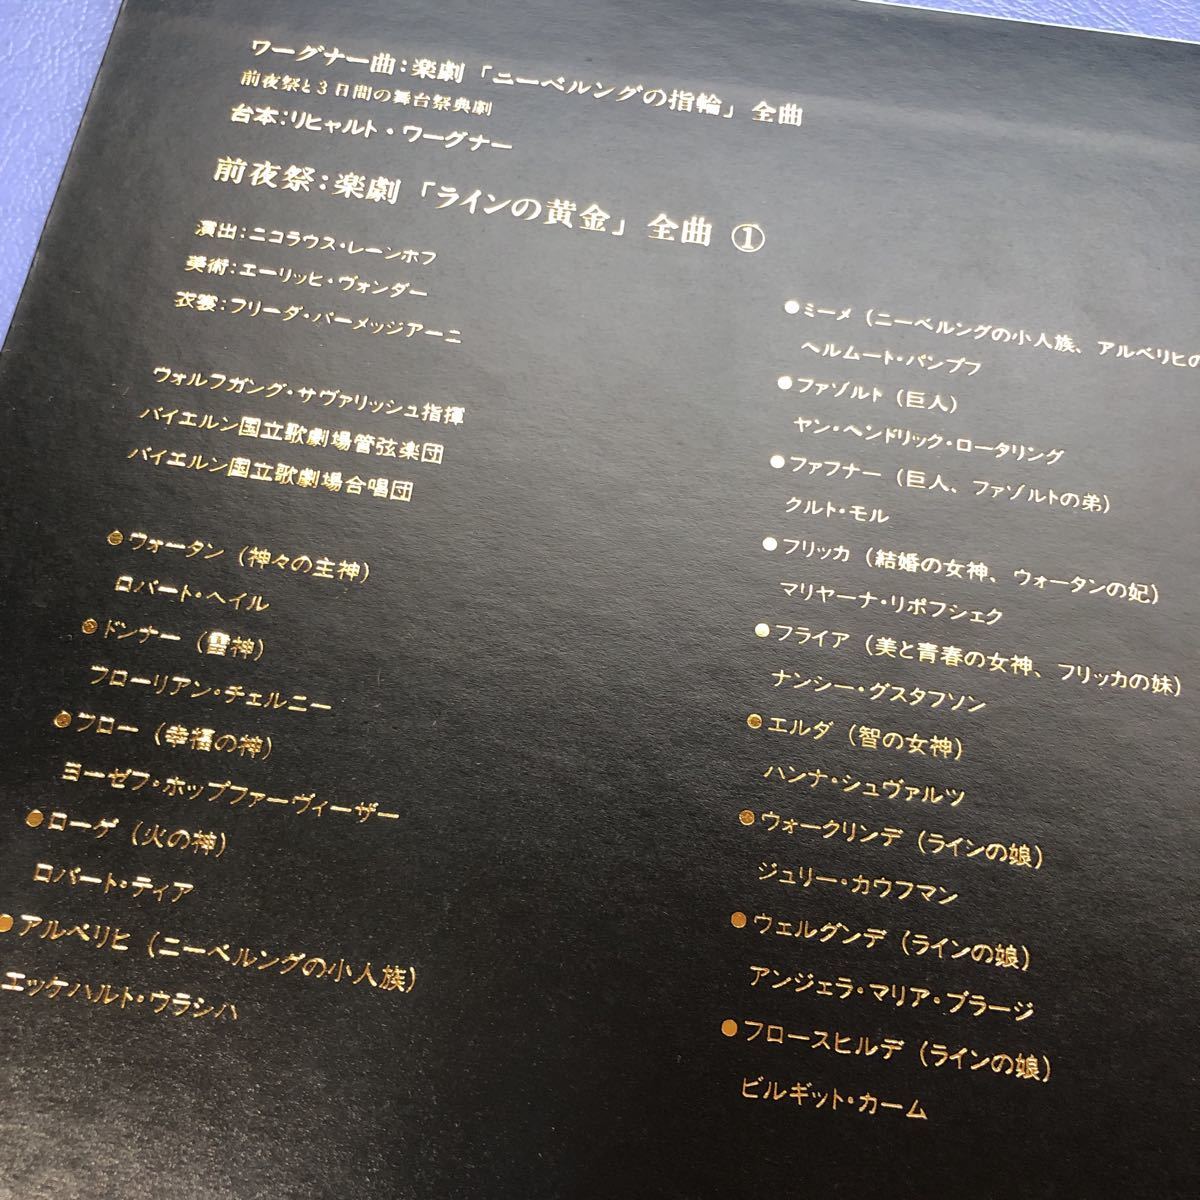 ワーグナー曲：楽劇「ニーベルングの指輪」全曲
前夜祭と3日間の舞台祭典劇
台本：リヒャルト・ワーグナー
前夜祭：楽劇「ラインの黄金」全曲 ①
演出：ニコラウス・レーンホフ
美術：エーリッヒ・ヴォンダー
衣裳：フリーダ・パーメッジアーニ
ウォルフガング・サヴァリッシュ指揮
バイエルン国立歌劇場管弦楽団
バイエルン国立歌劇場合唱団
●ウォータン（神々の主神）
ロバート・ヘイル
●ドンナー（雷神）
フローリアン・チェルニー
●フロー（幸福の神）
ヨーゼフ・ホップファーヴィーザー
●ローゲ（火の神）
ロバート・ティアー
●アルベリヒ（ニーベルングの小人族）
エッケハルト・ウラシハ
●ミーメ（ニーベルングの小人族、アルベリヒの
ヘルムート・パンプフ
●ファゾルト（巨人）
ヤン・ヘンドリック・ロータリング
●ファフナー（巨人、ファゾルトの弟）
クルト・モル
●フリッカ（結婚の女神、ウォータンの妃）
マリヤーナ・リポフシェク
●フライア（美と青春の女神、フリッカの妹）
ナンシー・グスタフソン
●エルダ（智の女神）
ハンナ・シュヴァルツ
●ウォークリンデ（ラインの娘）
ジュリー・カウフマン
●ウェルグンデ（ラインの娘）
アンジェラ・マリア・ブラージ
●フロースヒルデ（ラインの娘）
ビルギット・カーム